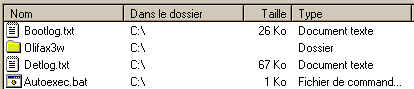 Nom Dans le dossier Taille Type
Bootlog.txt C:\ 26 Ko Document texte
Olifax3w C:\ Dossier
Detlog.txt C:\ 67 Ko Document texte
Autoexec.bat C:\ 1 Ko Fichier de command...